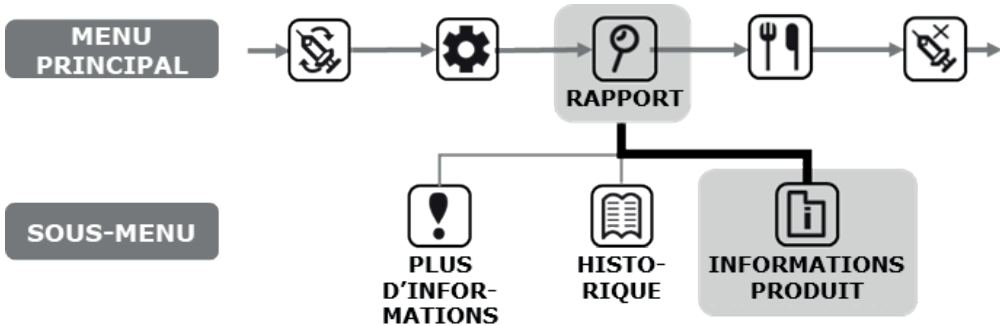 MENU
PRINCIPAL
RAPPORT
SOUS-MENU
PLUS
D’INFOR-
MATIONS
HISTO-
RIQUE
INFORMATIONS
PRODUIT